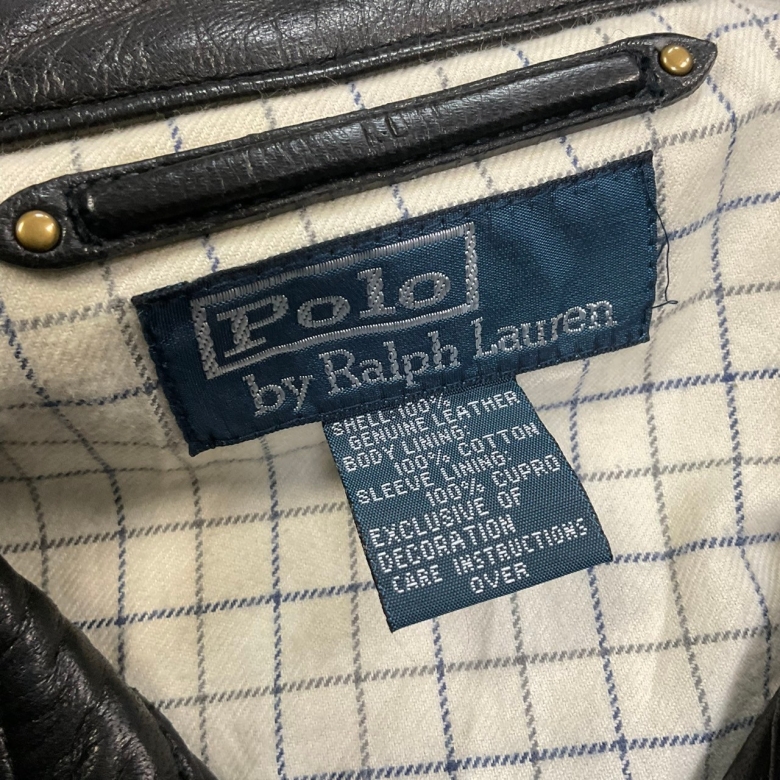 Polo
by Ralph Lauren
SHELL:100%
GENUINE LEATHER
BODY LINING:
100% COTTON
SLEEVE LINING:
100% CUPRO
EXCLUSIVE OF
DECORATION
CARE INSTRUCTIONS
OVER